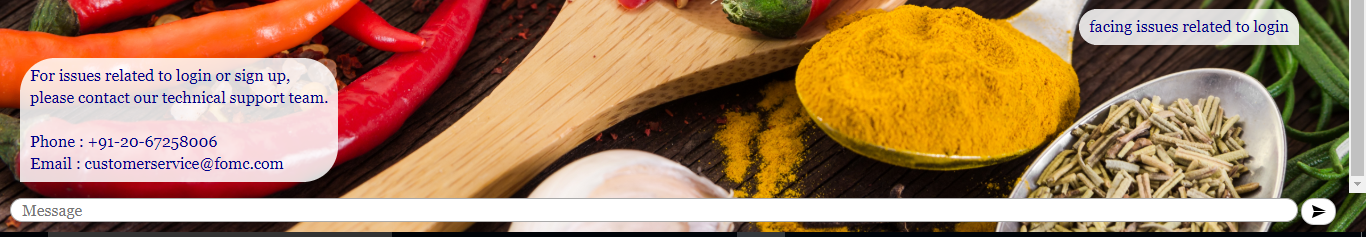 facing issues related to login
For issues related to login or sign up,
please contact our technical support team.
Phone : +91-20-67258006
Email : customerservice@fomc.com
Message